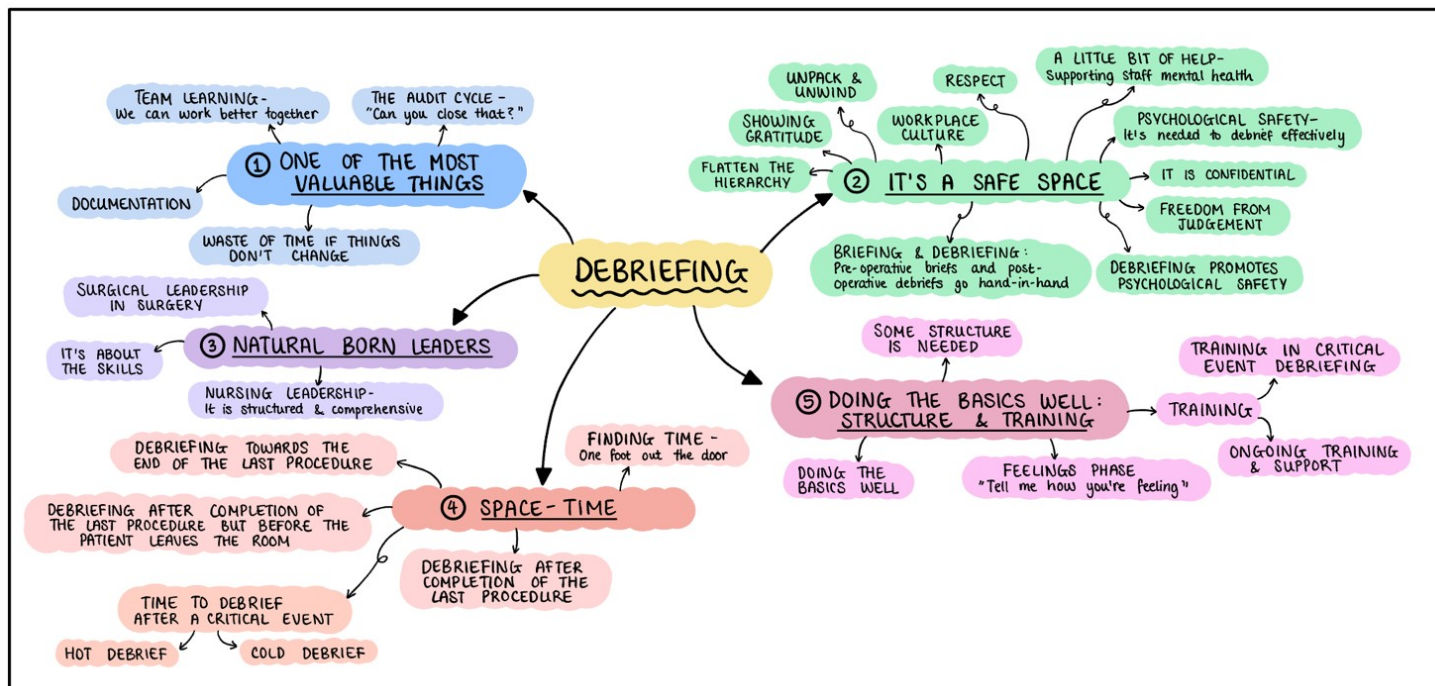 DEBRIEFING
① ONE OF THE MOST
VALUABLE THINGS
TEAM LEARNING-
We can work better together
THE AUDIT CYCLE -
"Can you close that?"
DOCUMENTATION
WASTE OF TIME IF THINGS
DON'T CHANGE
② IT'S A SAFE SPACE
FLATTEN THE
HIERARCHY
SHOWING
GRATITUDE
UNPACK &
UNWIND
WORKPLACE
CULTURE
RESPECT
A LITTLE BIT OF HELP-
Supporting staff mental health
PSYCHOLOGICAL SAFETY-
It's needed to debrief effectively
IT IS CONFIDENTIAL
FREEDOM FROM
JUDGEMENT
DEBRIEFING PROMOTES
PSYCHOLOGICAL SAFETY
BRIEFING & DEBRIEFING:
Pre-operative briefs and post-
operative debriefs go hand-in-hand
③ NATURAL BORN LEADERS
SURGICAL LEADERSHIP
IN SURGERY
IT'S ABOUT
THE SKILLS
NURSING LEADERSHIP-
It is structured & comprehensive
④ SPACE-TIME
DEBRIEFING TOWARDS THE
END OF THE LAST PROCEDURE
FINDING TIME -
One foot out the door
DEBRIEFING AFTER COMPLETION OF
THE LAST PROCEDURE BUT BEFORE THE
PATIENT LEAVES THE ROOM
DEBRIEFING AFTER
COMPLETION OF THE
LAST PROCEDURE
TIME TO DEBRIEF
AFTER A CRITICAL EVENT
HOT DEBRIEF
COLD DEBRIEF
⑤ DOING THE BASICS WELL:
STRUCTURE & TRAINING
SOME STRUCTURE
IS NEEDED
DOING THE
BASICS WELL
FEELINGS PHASE
"Tell me how you're feeling"
TRAINING
TRAINING IN CRITICAL
EVENT DEBRIEFING
ONGOING TRAINING
& SUPPORT